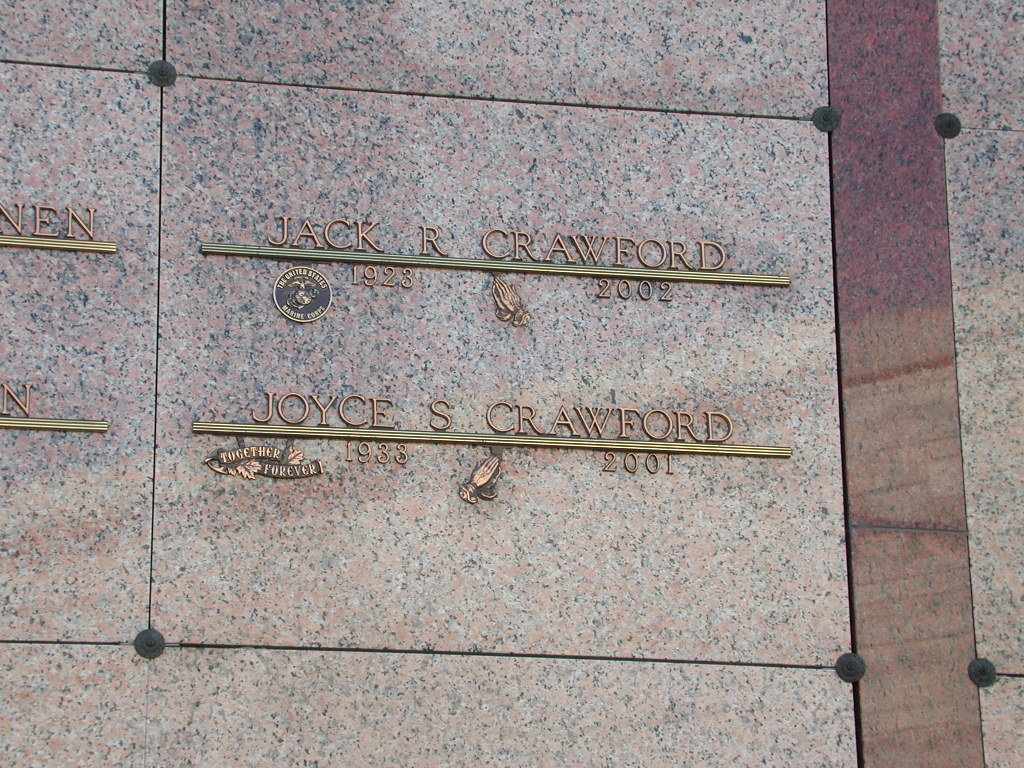 NEN
JACK R CRAWFORD
1923 2002
THE UNITED STATES
MARINE CORPS
N
JOYCE S CRAWFORD
1933 2001
TOGETHER
FOREVER